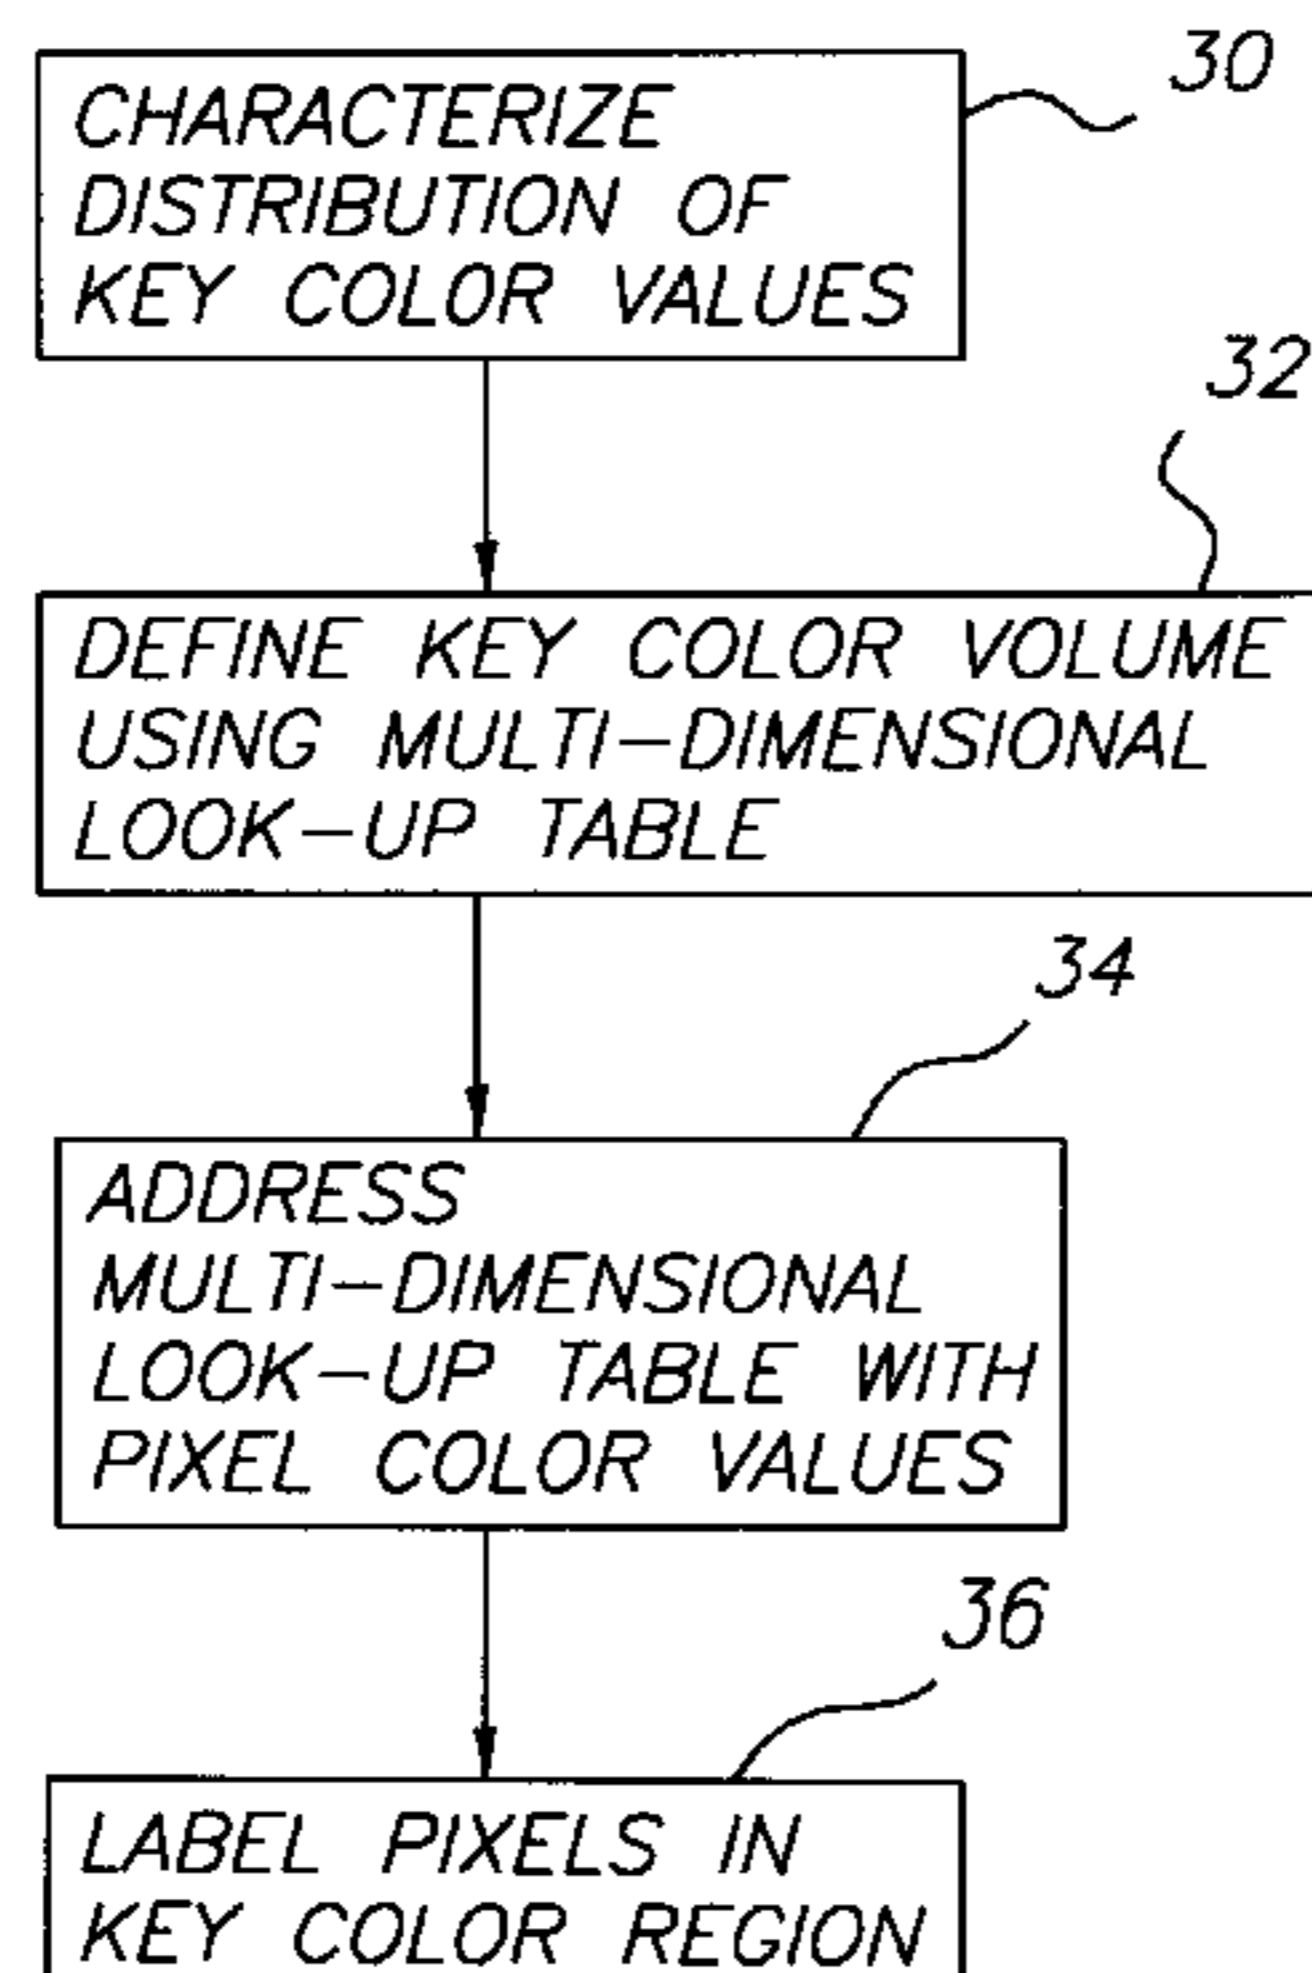 30
CHARACTERIZE
DISTRIBUTION OF
KEY COLOR VALUES
32
DEFINE KEY COLOR VOLUME
USING MULTI-DIMENSIONAL
LOOK-UP TABLE
34
ADDRESS
MULTI-DIMENSIONAL
LOOK-UP TABLE WITH
PIXEL COLOR VALUES
36
LABEL PIXELS IN
KEY COLOR REGION